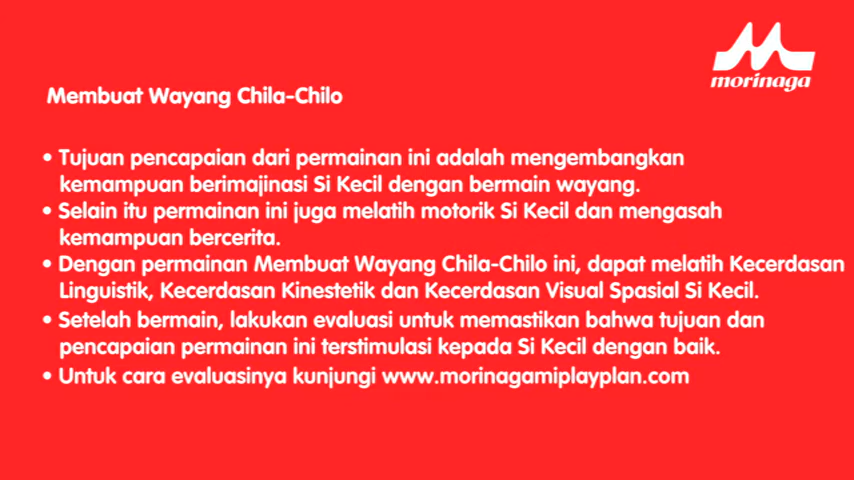 morinaga
Membuat Wayang Chila-Chilo
• Tujuan pencapaian dari permainan ini adalah mengembangkan
kemampuan berimajinasi Si Kecil dengan bermain wayang.
• Selain itu permainan ini juga melatih motorik Si Kecil dan mengasah
kemampuan bercerita.
• Dengan permainan Membuat Wayang Chila-Chilo ini, dapat melatih Kecerdasan
Linguistik, Kecerdasan Kinestetik dan Kecerdasan Visual Spasial Si Kecil.
• Setelah bermain, lakukan evaluasi untuk memastikan bahwa tujuan dan
pencapaian permainan ini terstimulasi kepada Si Kecil dengan baik.
• Untuk cara evaluasinya kunjungi www.morinagamiplayplan.com